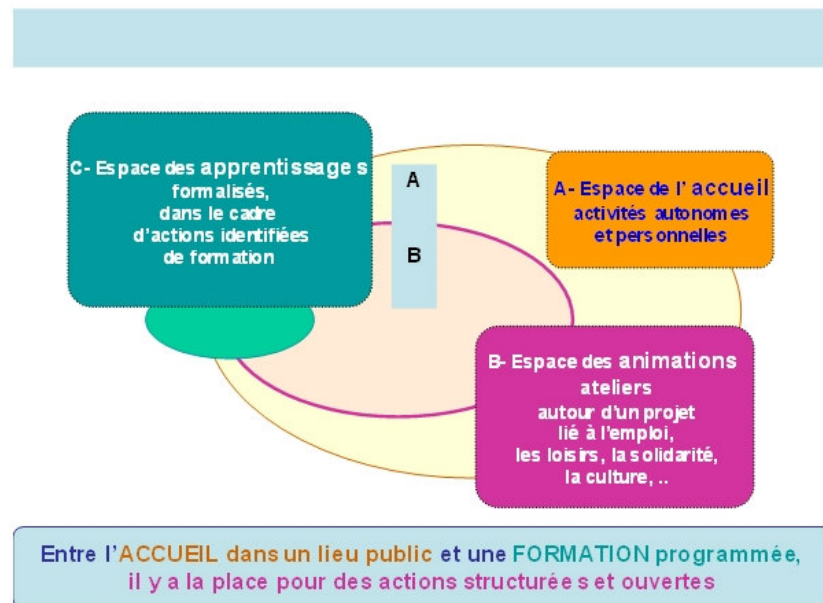 C- Espace des apprentissages
formalisés,
dans le cadre
d'actions identifiées
de formation
A
B
A- Espace de l' accueil
activités autonomes
et personnelles
B- Espace des animations
ateliers
autour d'un projet
lié à l'emploi,
les loisirs, la solidarité,
la culture, ..
Entre l'ACCUEIL dans un lieu public et une FORMATION programmée,
il y a la place pour des actions structurées et ouvertes